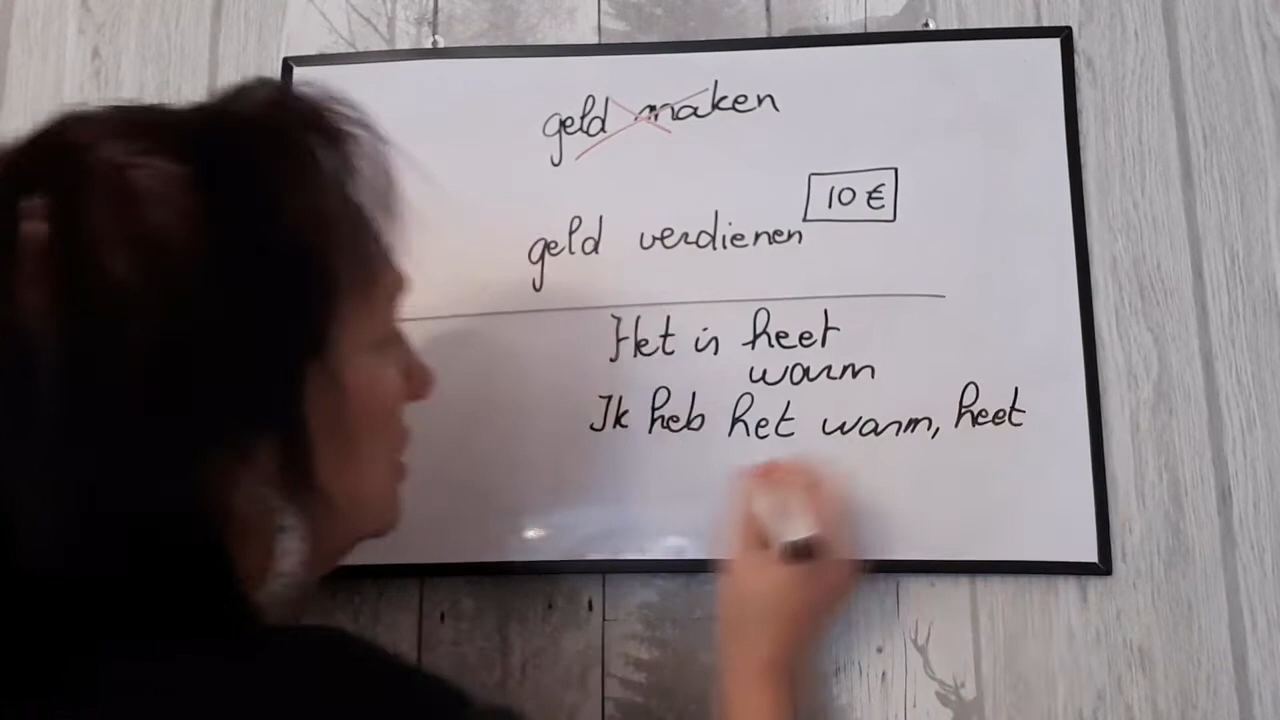 geld maken
10 €
geld verdienen
Het is heet
warm
Ik heb het warm, heet